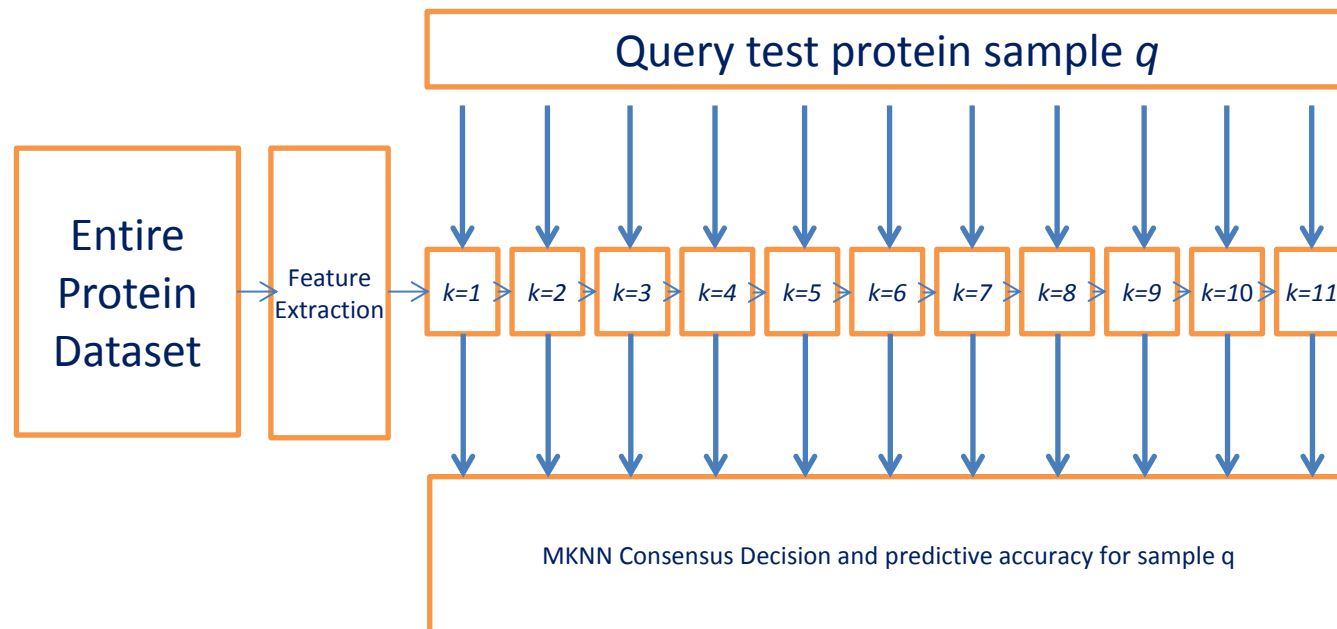 Query test protein sample q
Entire
Protein
Dataset
Feature
Extraction
k=1
k=2
k=3
k=4
k=5
k=6
k=7
k=8
k=9
k=10
k=11
MKNN Consensus Decision and predictive accuracy for sample q